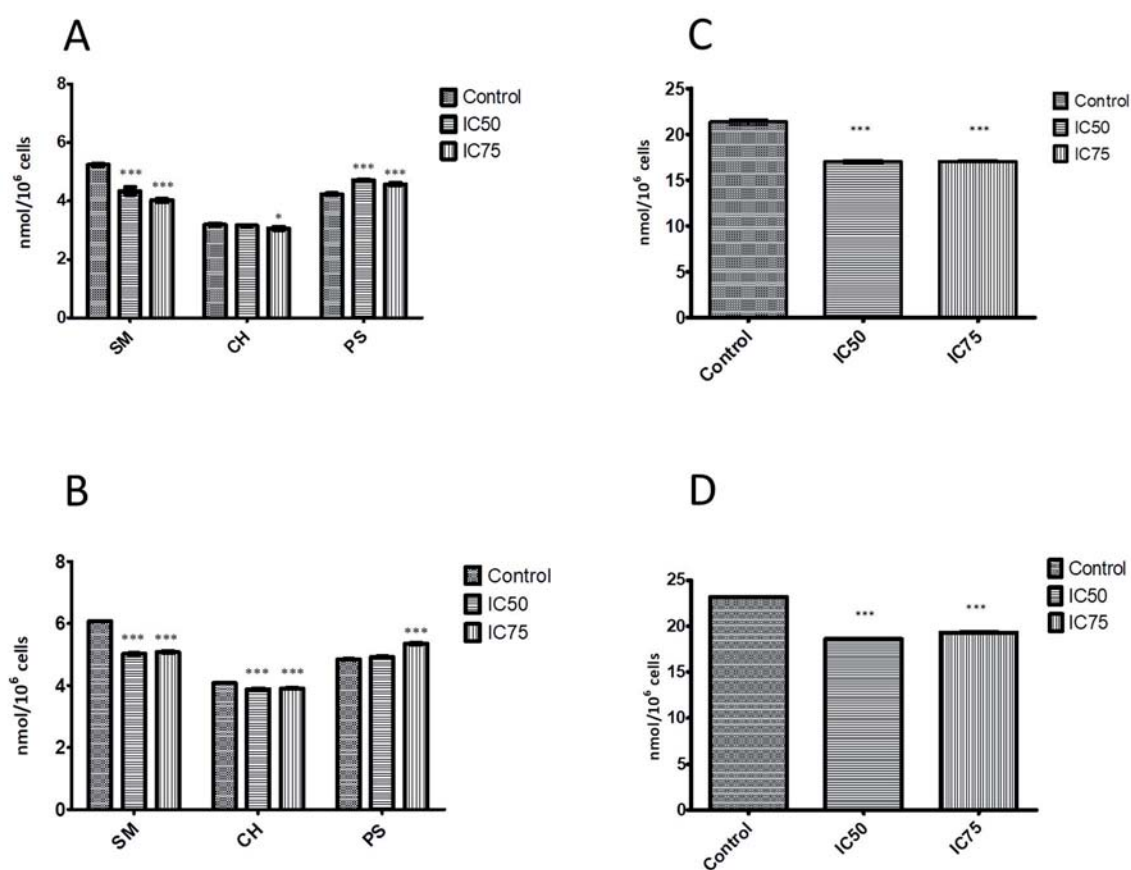 A
8
6
4
2
0
nmol/10⁶ cells
***
***
*
***
***
SM
CH
PS
Control
IC50
IC75
C
25
20
15
10
5
0
nmol/10⁶ cells
***
***
Control
IC50
IC75
Control
IC50
IC75
B
8
6
4
2
0
nmol/10⁶ cells
***
***
***
***
***
SM
CH
PS
Control
IC50
IC75
D
25
20
15
10
5
0
nmol/10⁶ cells
***
***
Control
IC50
IC75
Control
IC50
IC75